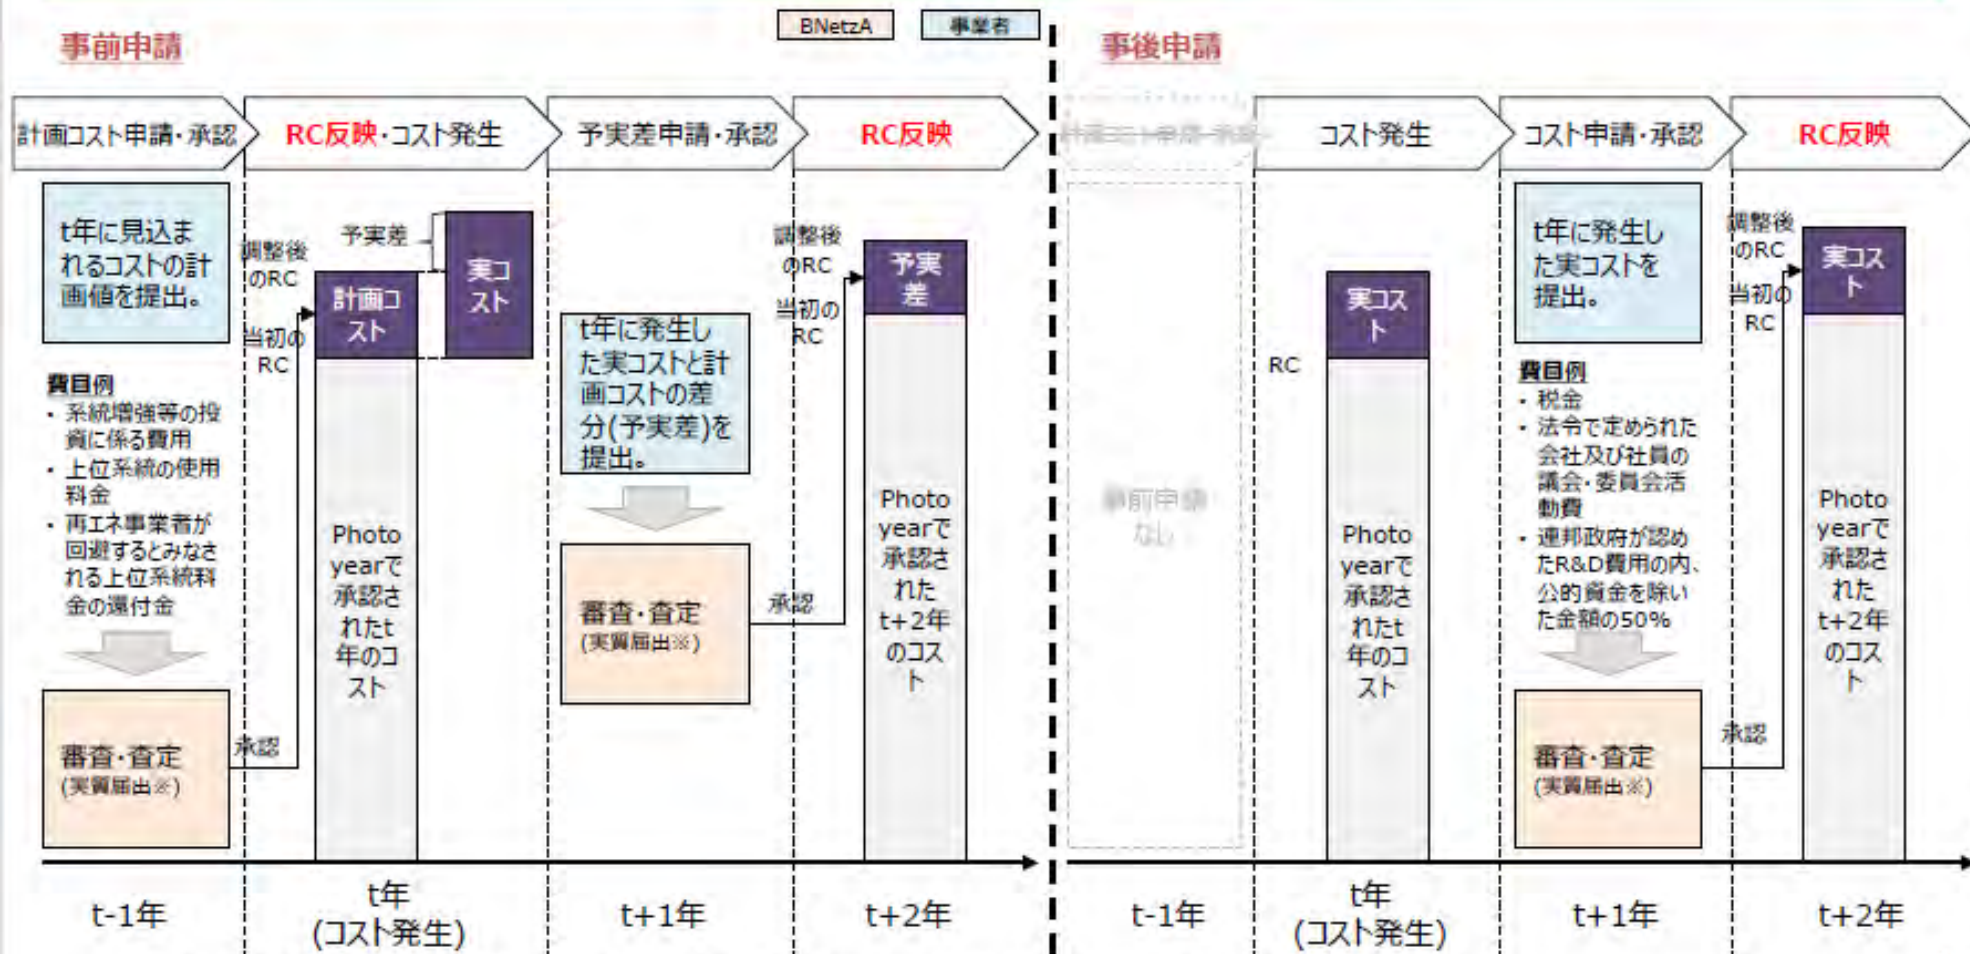 BNetzA
事業者
事前申請
計画コスト申請・承認
RC反映・コスト発生
予実差申請・承認
RC反映
t年に見込ま
れるコストの計
画値を提出。
費目例
・系統増強等の投
資に係る費用
・上位系統の使用
料金
・再エネ事業者が
回避するとみなさ
れる上位系統料
金の還付金
審査・査定
(実質届出※)
承認
調整後
のRC
当初の
RC
予実差
計画コ
スト
実コ
スト
Photo
yearで
承認さ
れたt
年のコ
スト
t年に発生し
た実コストと計
画コストの差
分(予実差)を
提出。
審査・査定
(実質届出※)
承認
調整後
のRC
当初の
RC
予実
差
Photo
yearで
承認さ
れた
t+2年
のコス
ト
t-1年
t年
(コスト発生)
t+1年
t+2年
事後申請
計画コスト申請・承認
コスト発生
コスト申請・承認
RC反映
事前申請
なし
RC
実コス
ト
Photo
yearで
承認さ
れたt
年のコ
スト
t年に発生し
た実コストを
提出。
費目例
・税金
・法令で定められた
会社及び社員の
議会・委員会活
動費
・連邦政府が認め
たR&D費用の内、
公的資金を除い
た金額の50%
審査・査定
(実質届出※)
承認
調整後
のRC
当初の
RC
実コス
ト
Photo
yearで
承認さ
れた
t+2年
のコス
ト
t-1年
t年
(コスト発生)
t+1年
t+2年